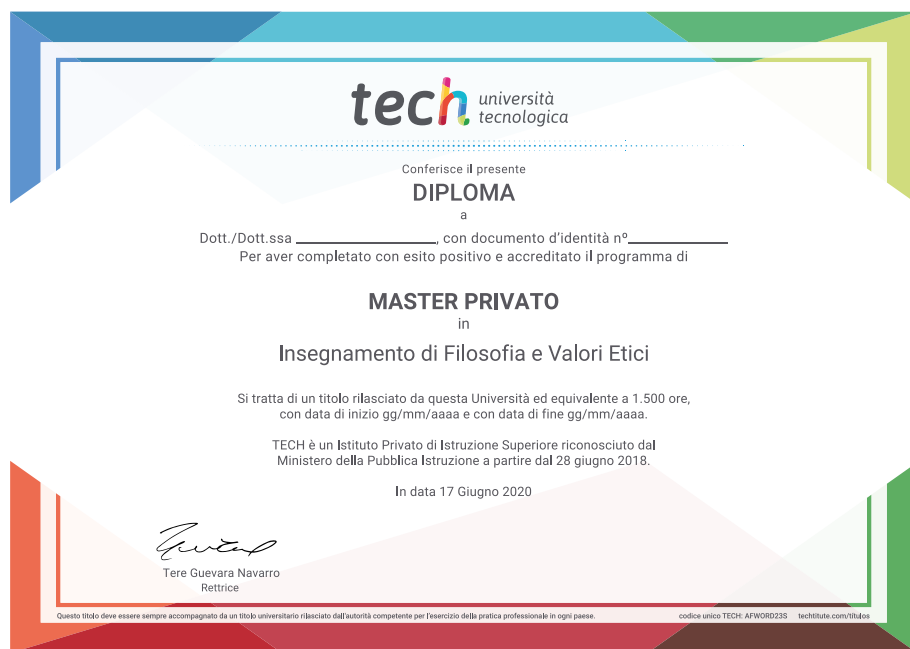 tech università
tecnologica
Conferisce il presente
DIPLOMA
a
Dott./Dott.ssa ________________, con documento d'identità nº____________
Per aver completato con esito positivo e accreditato il programma di
MASTER PRIVATO
in
Insegnamento di Filosofia e Valori Etici
Si tratta di un titolo rilasciato da questa Università ed equivalente a 1.500 ore,
con data di inizio gg/mm/aaaa e con data di fine gg/mm/aaaa.
TECH è un Istituto Privato di Istruzione Superiore riconosciuto dal
Ministero della Pubblica Istruzione a partire dal 28 giugno 2018.
In data 17 Giugno 2020
Tere Guevara Navarro
Rettrice
Questo titolo deve essere sempre accompagnato da un titolo universitario rilasciato dall'autorità competente per l'esercizio della pratica professionale in ogni paese. codice unico TECH: AFWORD23S techtitute.com/títulos